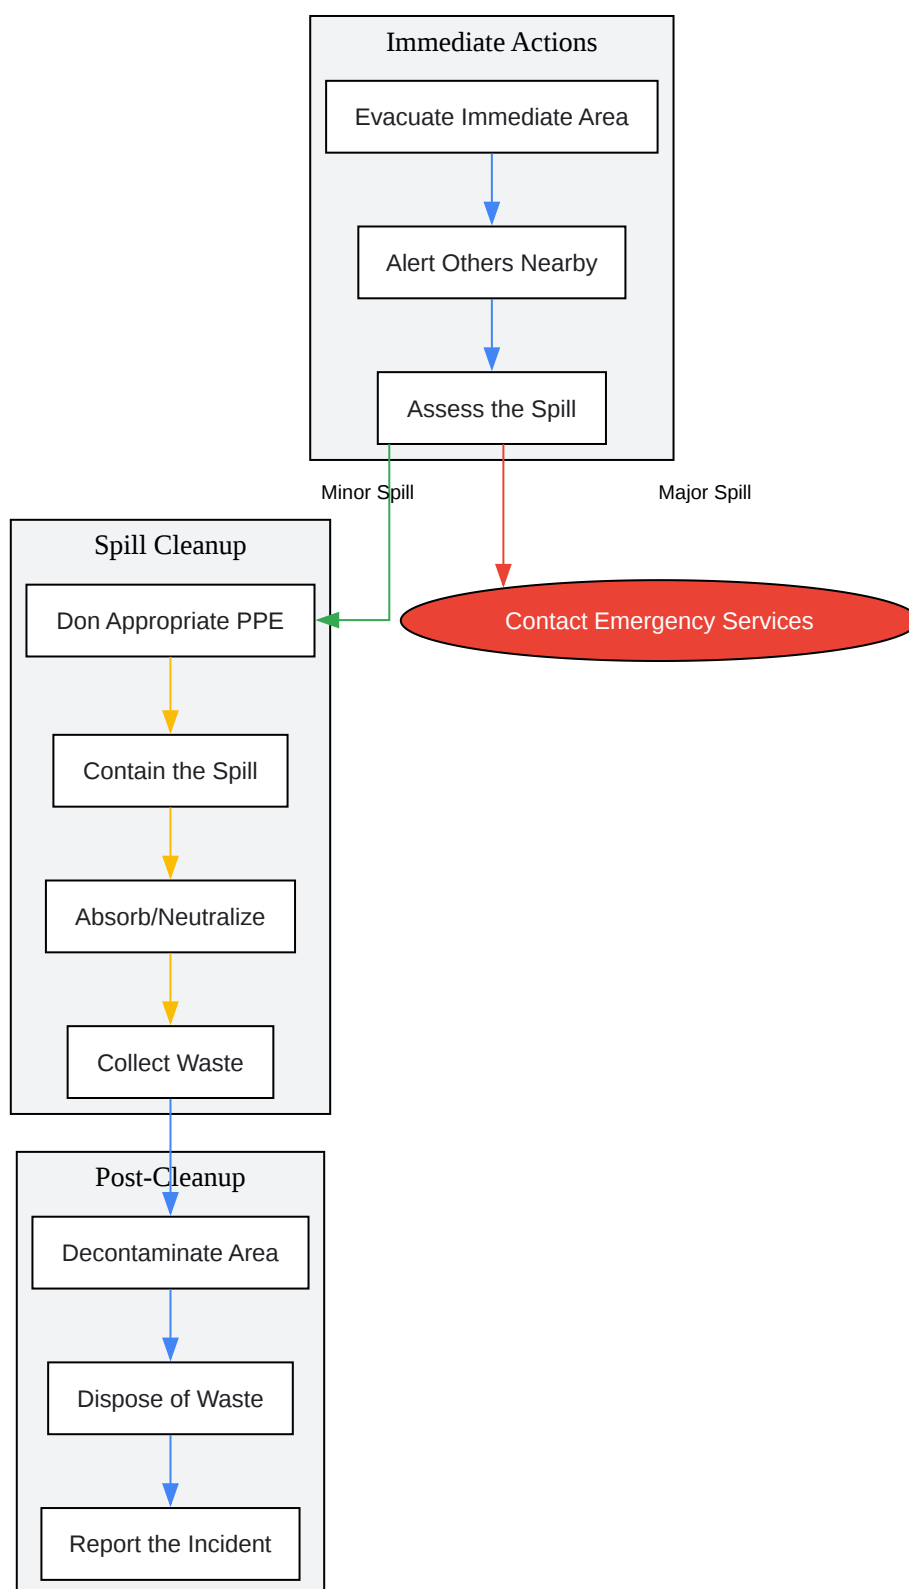 Immediate Actions
Evacuate Immediate Area
Alert Others Nearby
Assess the Spill
Minor Spill
Major Spill
Spill Cleanup
Don Appropriate PPE
Contact Emergency Services
Contain the Spill
Absorb/Neutralize
Collect Waste
Post-Cleanup
Decontaminate Area
Dispose of Waste
Report the Incident